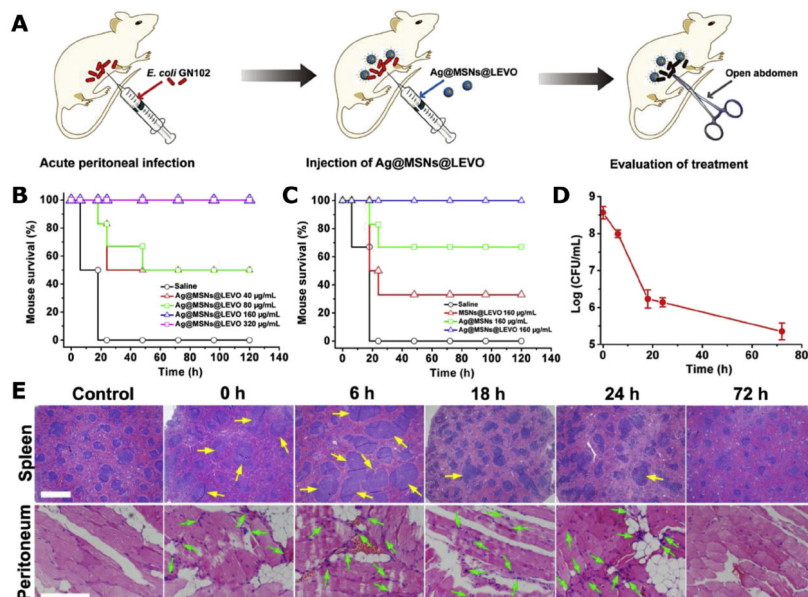 A
E. coli GN102
Ag@MSNs@LEVO
Open abdomen
Acute peritoneal infection
Injection of Ag@MSNs@LEVO
Evaluation of treatment
B
Mouse survival (%)
100
80
60
40
20
0
Saline
Ag@MSNs@LEVO 40 μg/mL
Ag@MSNs@LEVO 80 μg/mL
Ag@MSNs@LEVO 160 μg/mL
Ag@MSNs@LEVO 320 μg/mL
0 20 40 60 80 100 120 140
Time (h)
C
Mouse survival (%)
100
80
60
40
20
0
Saline
MSNs@LEVO 160 μg/mL
Ag@MSNs 160 μg/mL
Ag@MSNs@LEVO 160 μg/mL
0 20 40 60 80 100 120 140
Time (h)
D
Log (CFU/mL)
9
8
7
6
5
0 20 40 60 80
Time (h)
E
Control 0 h 6 h 18 h 24 h 72 h
Spleen
Peritoneum